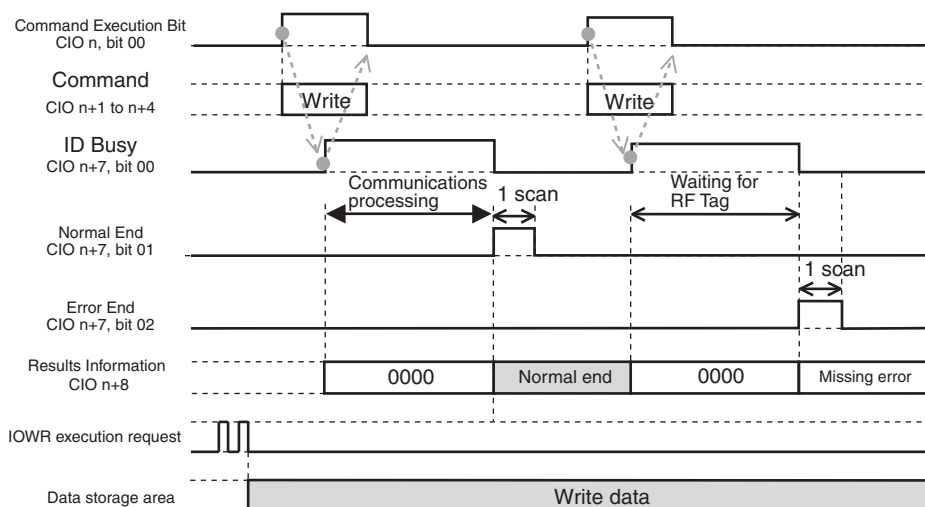 Command Execution Bit
CIO n, bit 00
Command
CIO n+1 to n+4
Write
Write
ID Busy
CIO n+7, bit 00
Communications
processing
1 scan
Waiting for
RF Tag
Normal End
CIO n+7, bit 01
1 scan
Error End
CIO n+7, bit 02
Results Information
CIO n+8
0000
Normal end
0000
Missing error
IOWR execution request
Data storage area
Write data